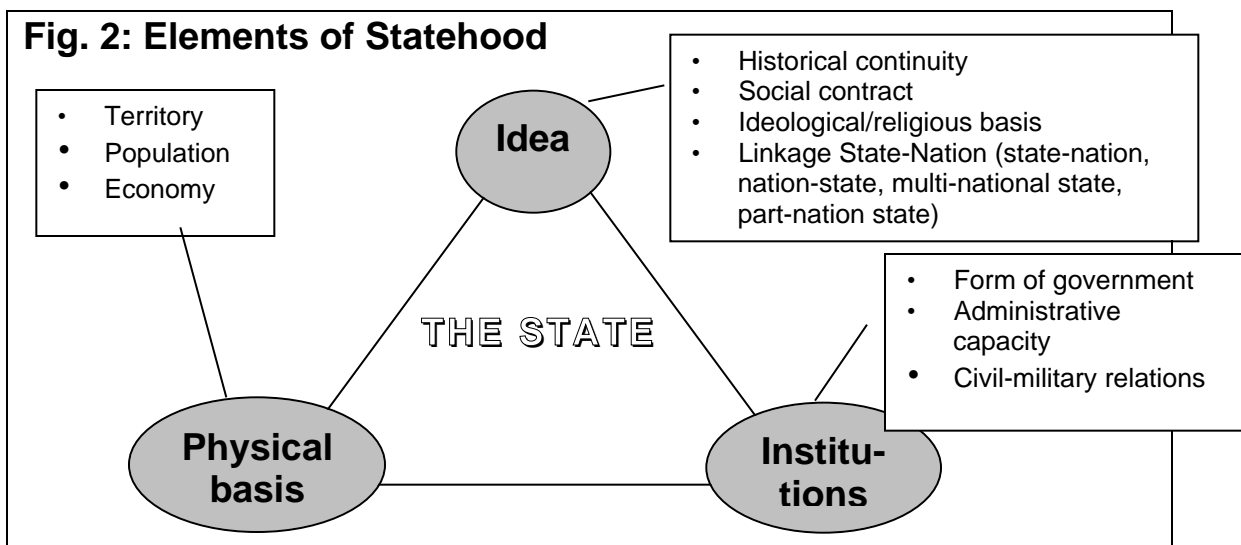 Fig. 2: Elements of Statehood
• Territory
• Population
• Economy
Idea
• Historical continuity
• Social contract
• Ideological/religious basis
• Linkage State-Nation (state-nation,
nation-state, multi-national state,
part-nation state)
THE STATE
• Form of government
• Administrative
capacity
• Civil-military relations
Physical
basis
Institu-
tions